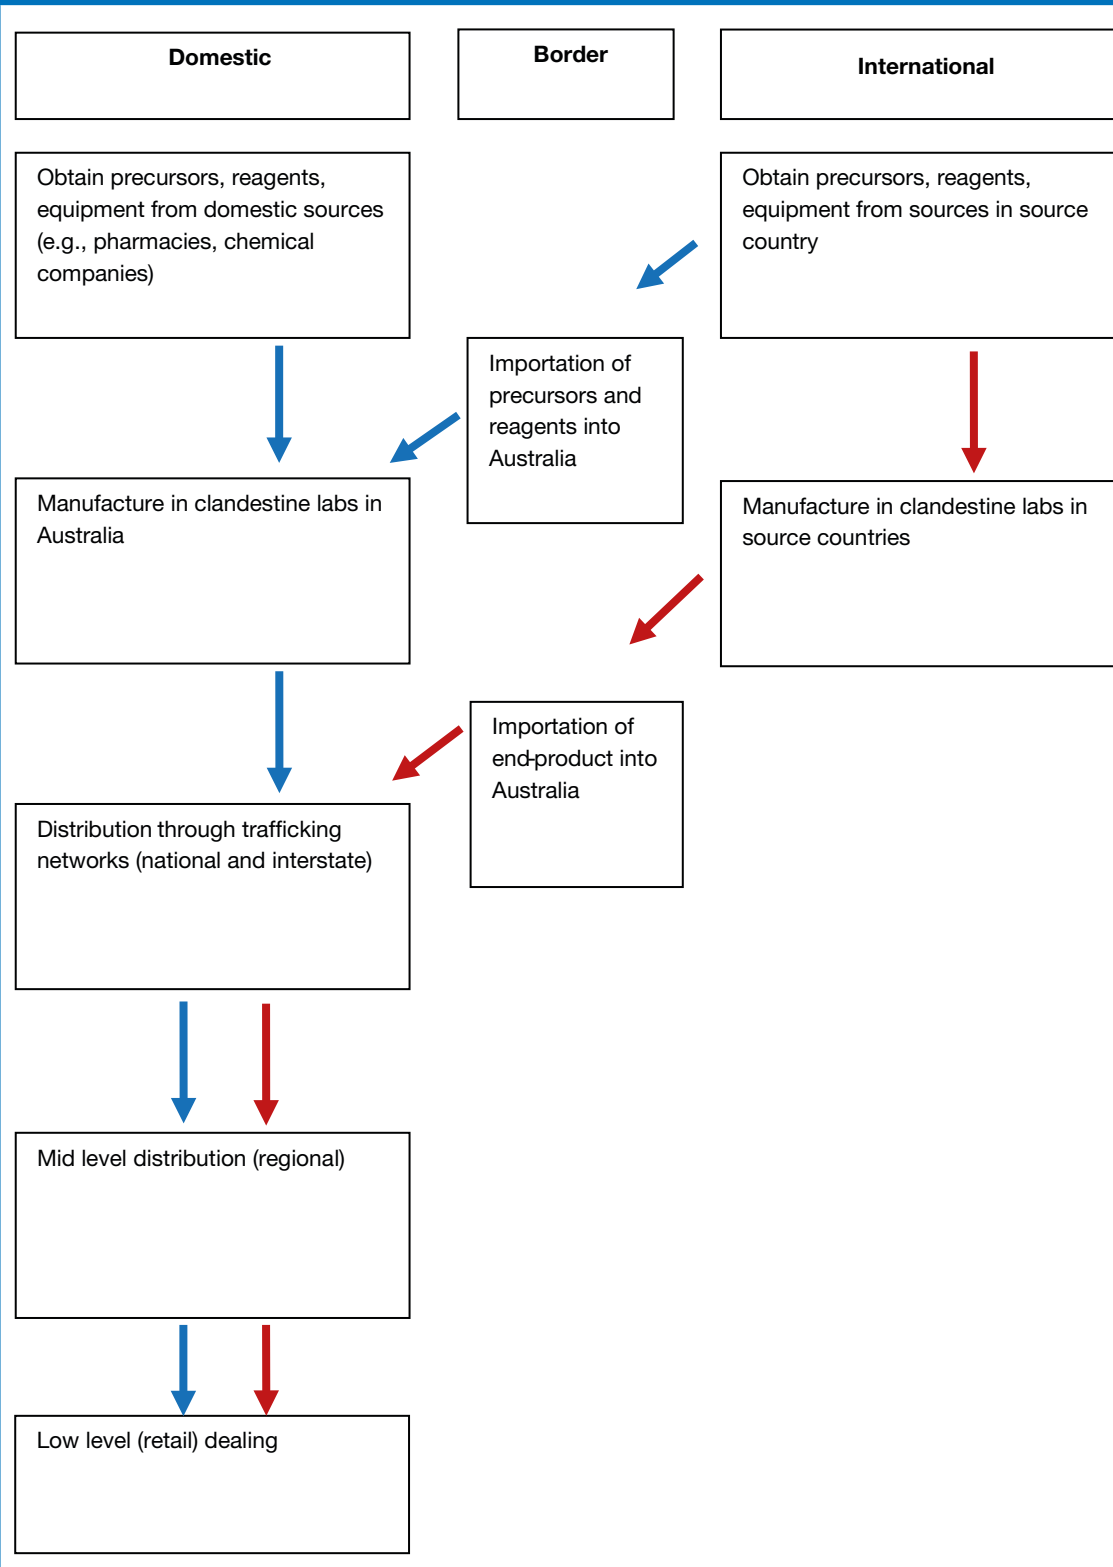 Domestic
Border
International
Obtain precursors, reagents,
equipment from domestic sources
(e.g., pharmacies, chemical
companies)
Obtain precursors, reagents,
equipment from sources in source
country
Importation of
precursors and
reagents into
Australia
Manufacture in clandestine labs in
Australia
Manufacture in clandestine labs in
source countries
Importation of
end-product into
Australia
Distribution through trafficking
networks (national and interstate)
Mid level distribution (regional)
Low level (retail) dealing